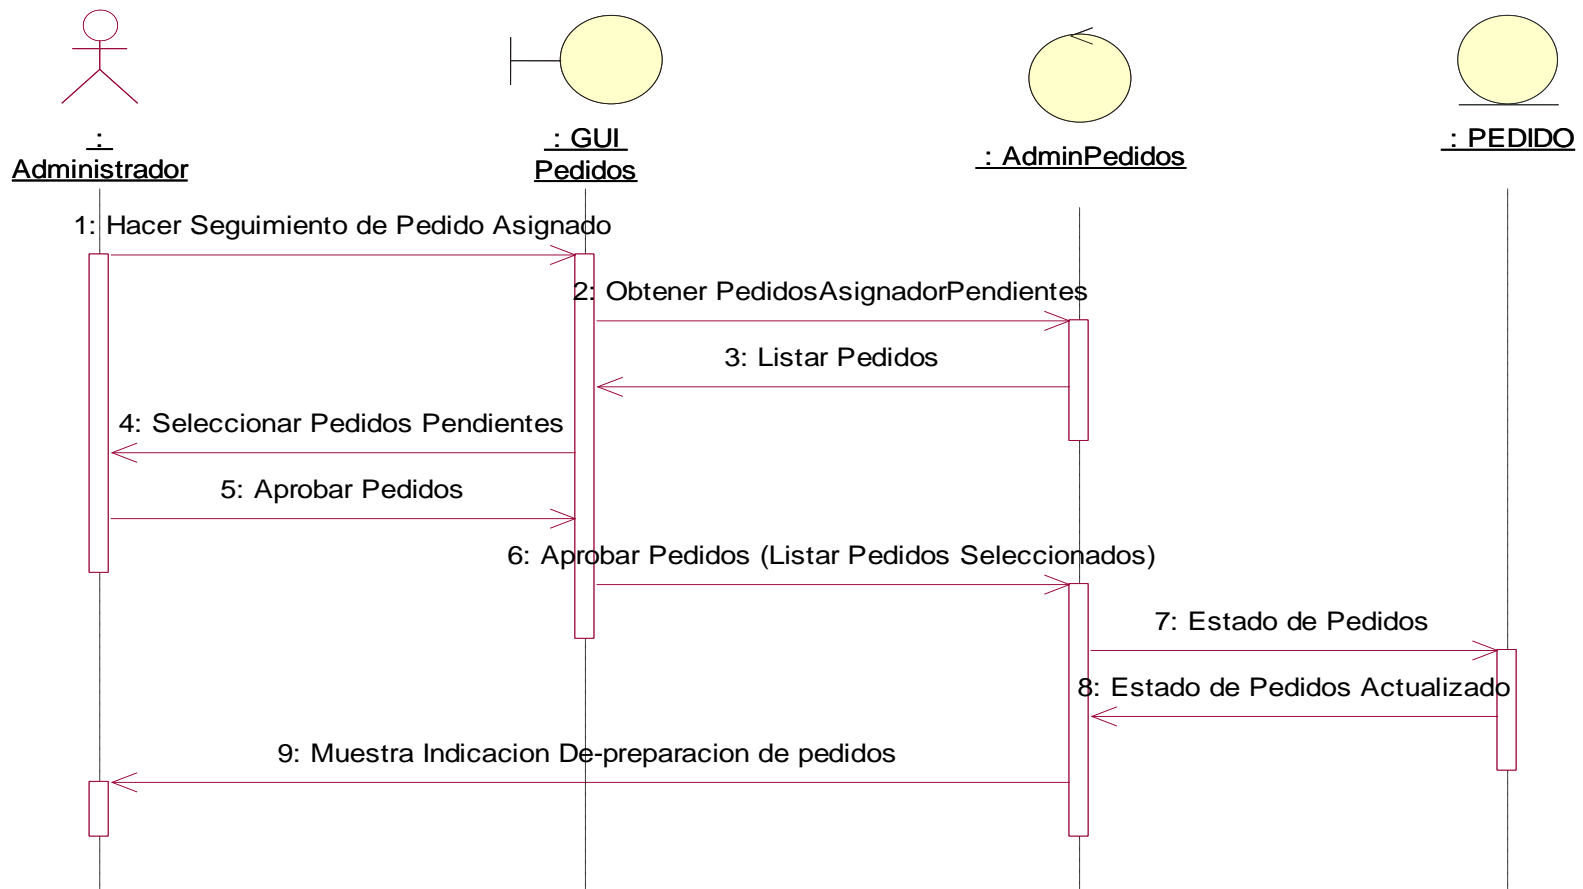 :
Administrador
: GUI
Pedidos
: AdminPedidos
: PEDIDO
1: Hacer Seguimiento de Pedido Asignado
2: Obtener PedidosAsignadorPendientes
3: Listar Pedidos
4: Seleccionar Pedidos Pendientes
5: Aprobar Pedidos
6: Aprobar Pedidos (Listar Pedidos Seleccionados)
7: Estado de Pedidos
8: Estado de Pedidos Actualizado
9: Muestra Indicacion De-preparacion de pedidos